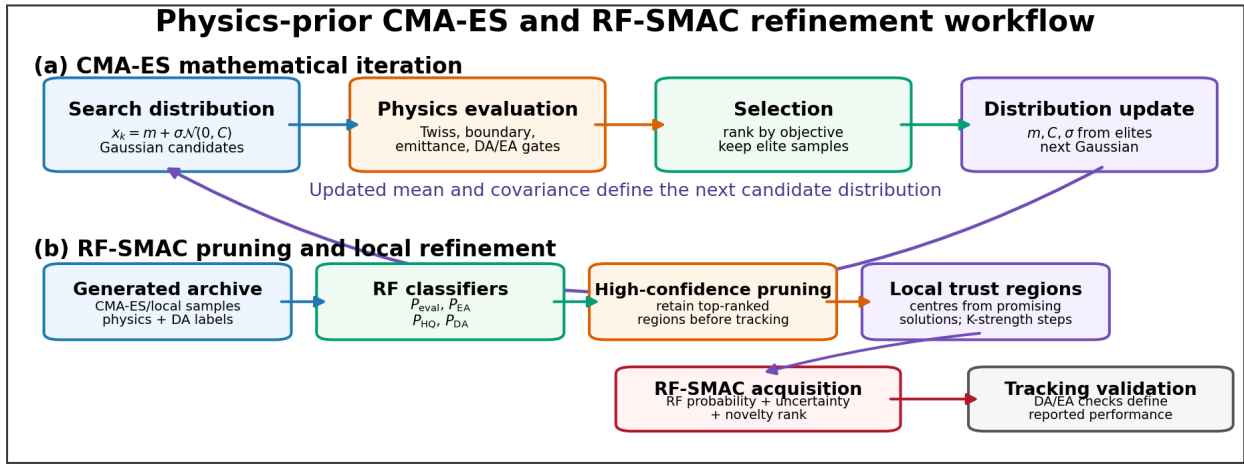 Physics-prior CMA-ES and RF-SMAC refinement workflow
(a) CMA-ES mathematical iteration
Search distribution
x_k = m + σ𝒩(0, C)
Gaussian candidates
Physics evaluation
Twiss, boundary,
emittance, DA/EA gates
Selection
rank by objective
keep elite samples
Distribution update
m, C, σ from elites
next Gaussian
Updated mean and covariance define the next candidate distribution
(b) RF-SMAC pruning and local refinement
Generated archive
CMA-ES/local samples
physics + DA labels
RF classifiers
P_eval, P_EA
P_HQ, P_DA
High-confidence pruning
retain top-ranked
regions before tracking
Local trust regions
centres from promising
solutions; K-strength steps
RF-SMAC acquisition
RF probability + uncertainty
+ novelty rank
Tracking validation
DA/EA checks define
reported performance